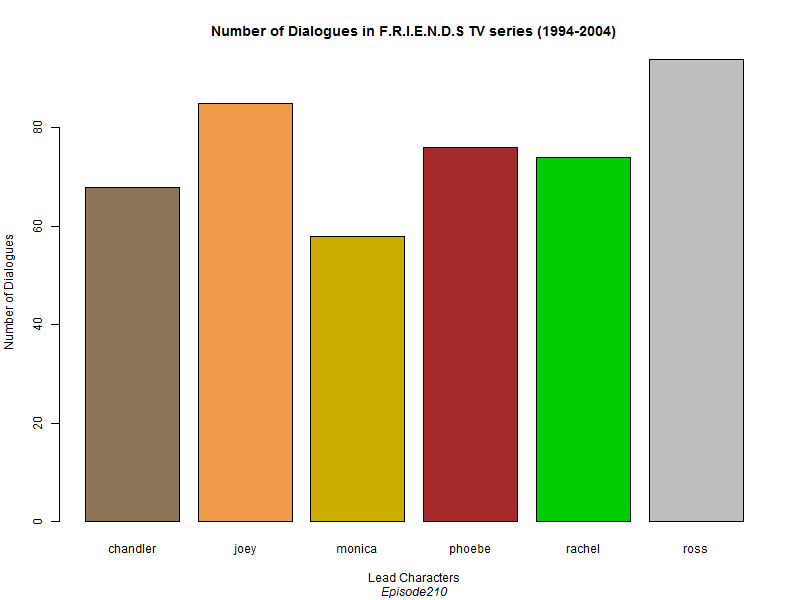 Number of Dialogues in F.R.I.E.N.D.S TV series (1994-2004)
Number of Dialogues
80
60
40
20
0
chandler joey monica phoebe rachel ross
Lead Characters
Episode210